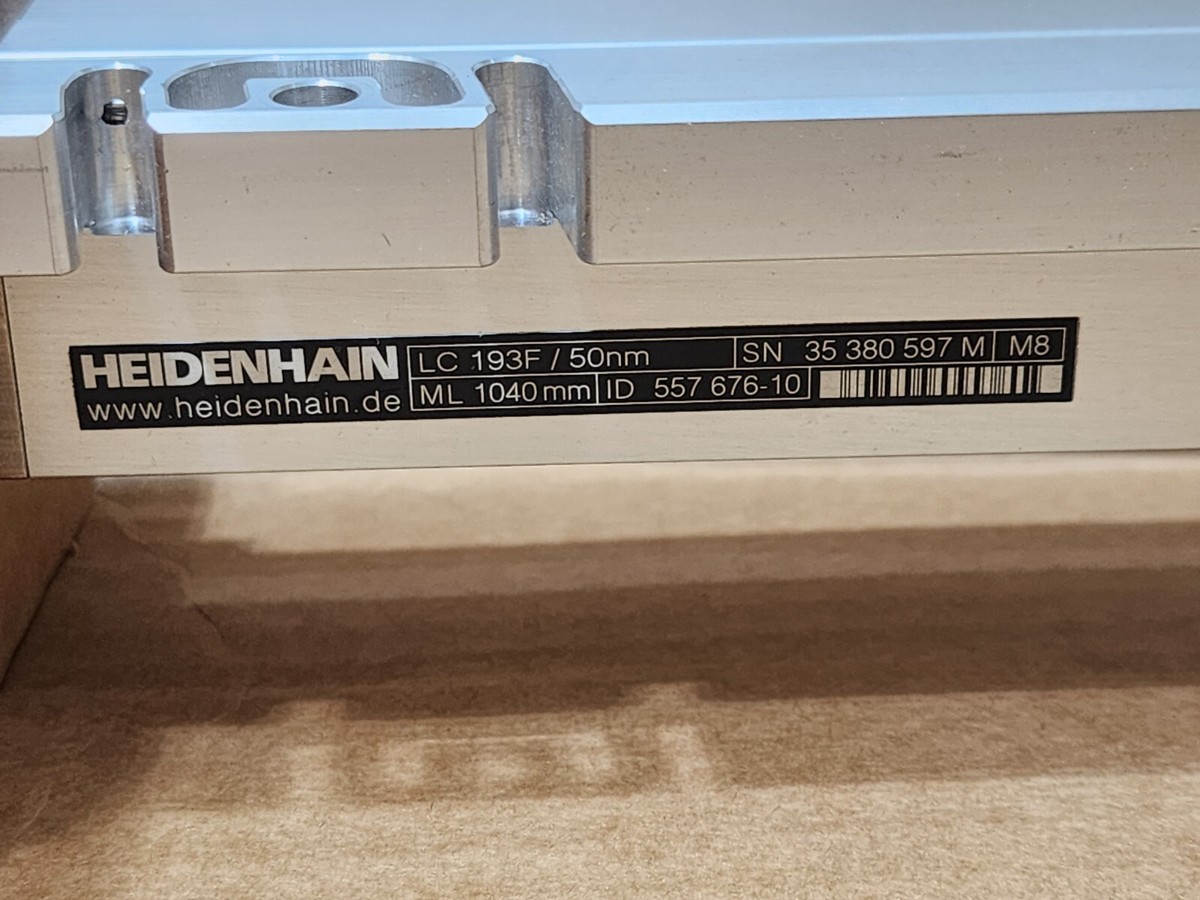 HEIDENHAIN
www.heidenhain.de
LC 193F / 50nm
SN 35 380 597 M
M8
ML 1040 mm
ID 557 676-10